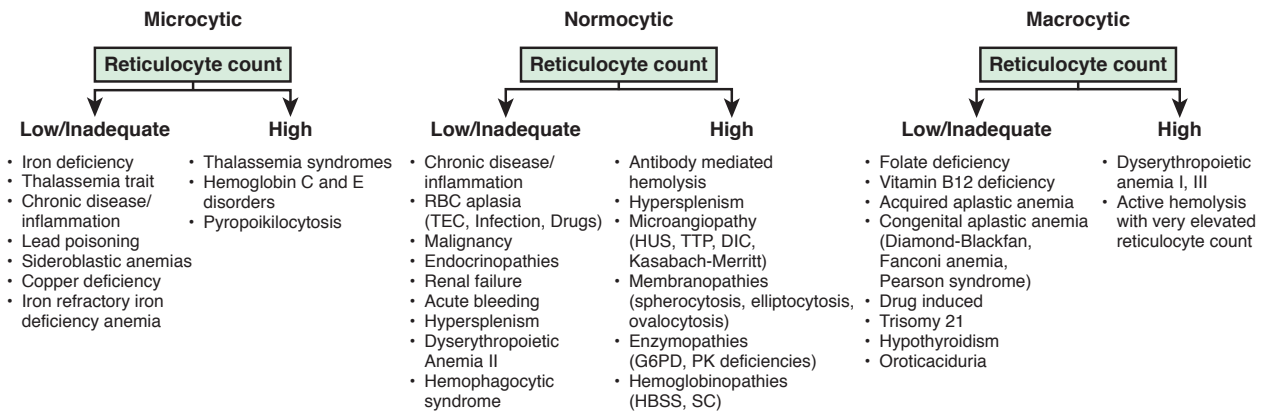 Microcytic
Reticulocyte count
Low/Inadequate
• Iron deficiency
• Thalassemia trait
• Chronic disease/
inflammation
• Lead poisoning
• Sideroblastic anemias
• Copper deficiency
• Iron refractory iron
deficiency anemia
High
• Thalassemia syndromes
• Hemoglobin C and E
disorders
• Pyropoikilocytosis
Normocytic
Reticulocyte count
Low/Inadequate
• Chronic disease/
inflammation
• RBC aplasia
(TEC, Infection, Drugs)
• Malignancy
• Endocrinopathies
• Renal failure
• Acute bleeding
• Hypersplenism
• Dyserythropoietic
Anemia II
• Hemophagocytic
syndrome
High
• Antibody mediated
hemolysis
• Hypersplenism
• Microangiopathy
(HUS, TTP, DIC,
Kasabach-Merritt)
• Membranopathies
(spherocytosis, elliptocytosis,
ovalocytosis)
• Enzymopathies
(G6PD, PK deficiencies)
• Hemoglobinopathies
(HBSS, SC)
Macrocytic
Reticulocyte count
Low/Inadequate
• Folate deficiency
• Vitamin B12 deficiency
• Acquired aplastic anemia
• Congenital aplastic anemia
(Diamond-Blackfan,
Fanconi anemia,
Pearson syndrome)
• Drug induced
• Trisomy 21
• Hypothyroidism
• Oroticaciduria
High
• Dyserythropoietic
anemia I, III
• Active hemolysis
with very elevated
reticulocyte count